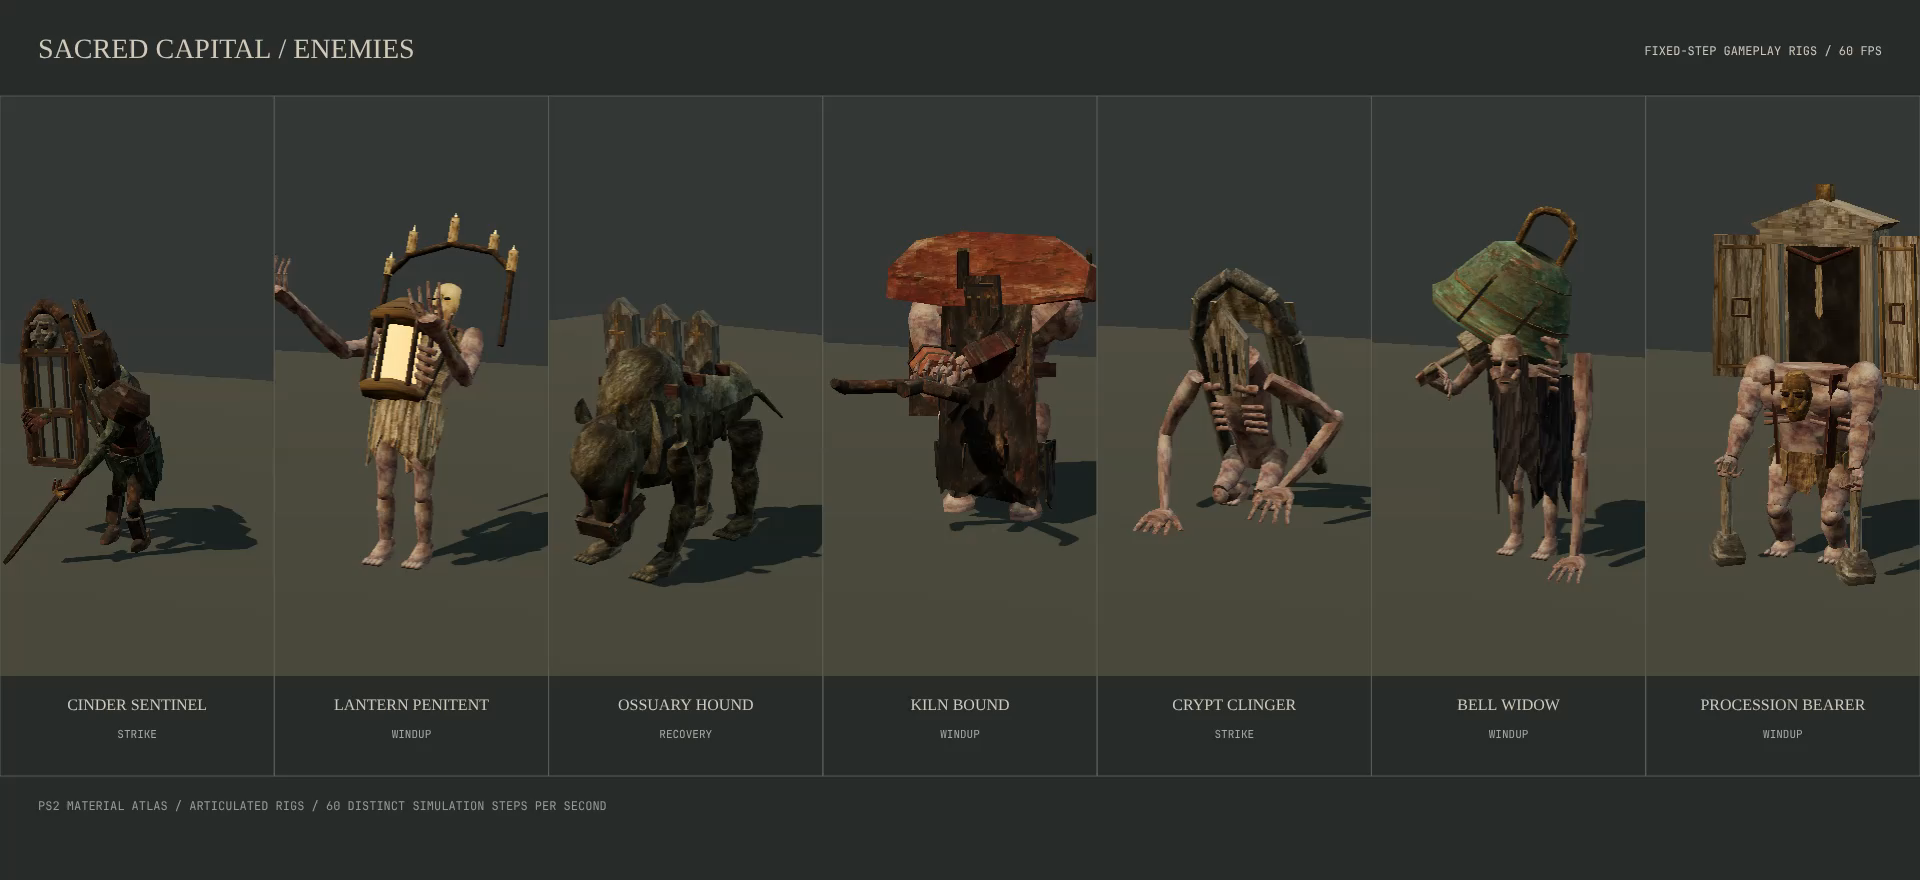 SACRED CAPITAL / ENEMIES
FIXED-STEP GAMEPLAY RIGS / 60 FPS
CINDER SENTINEL
STRIKE
LANTERN PENITENT
WINDUP
OSSUARY HOUND
RECOVERY
KILN BOUND
WINDUP
CRYPT CLINGER
STRIKE
BELL WIDOW
WINDUP
PROCESSION BEARER
WINDUP
PS2 MATERIAL ATLAS / ARTICULATED RIGS / 60 DISTINCT SIMULATION STEPS PER SECOND